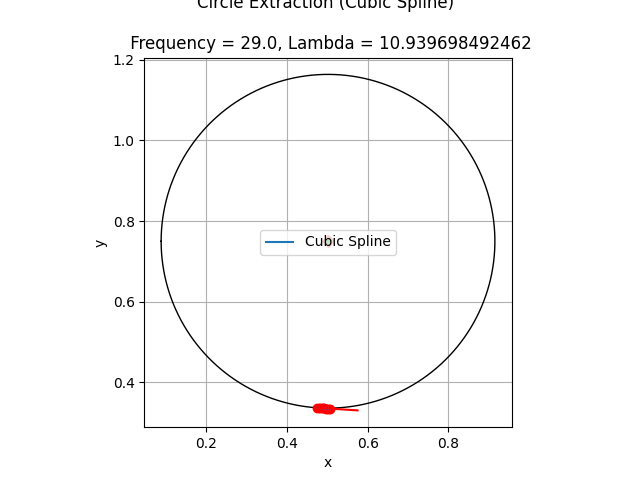 Circle Extraction (Cubic Spline)
Frequency = 29.0, Lambda = 10.939698492462
1.2
1.0
0.8
0.6
0.4
y
Cubic Spline
0.2 0.4 0.6 0.8
x